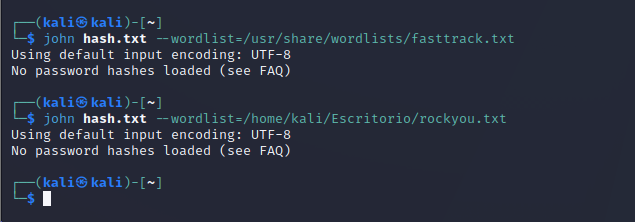 ┌──(kali㉿kali)-[~]
└─$ john hash.txt --wordlist=/usr/share/wordlists/fasttrack.txt
Using default input encoding: UTF-8
No password hashes loaded (see FAQ)
┌──(kali㉿kali)-[~]
└─$ john hash.txt --wordlist=/home/kali/Escritorio/rockyou.txt
Using default input encoding: UTF-8
No password hashes loaded (see FAQ)
┌──(kali㉿kali)-[~]
└─$